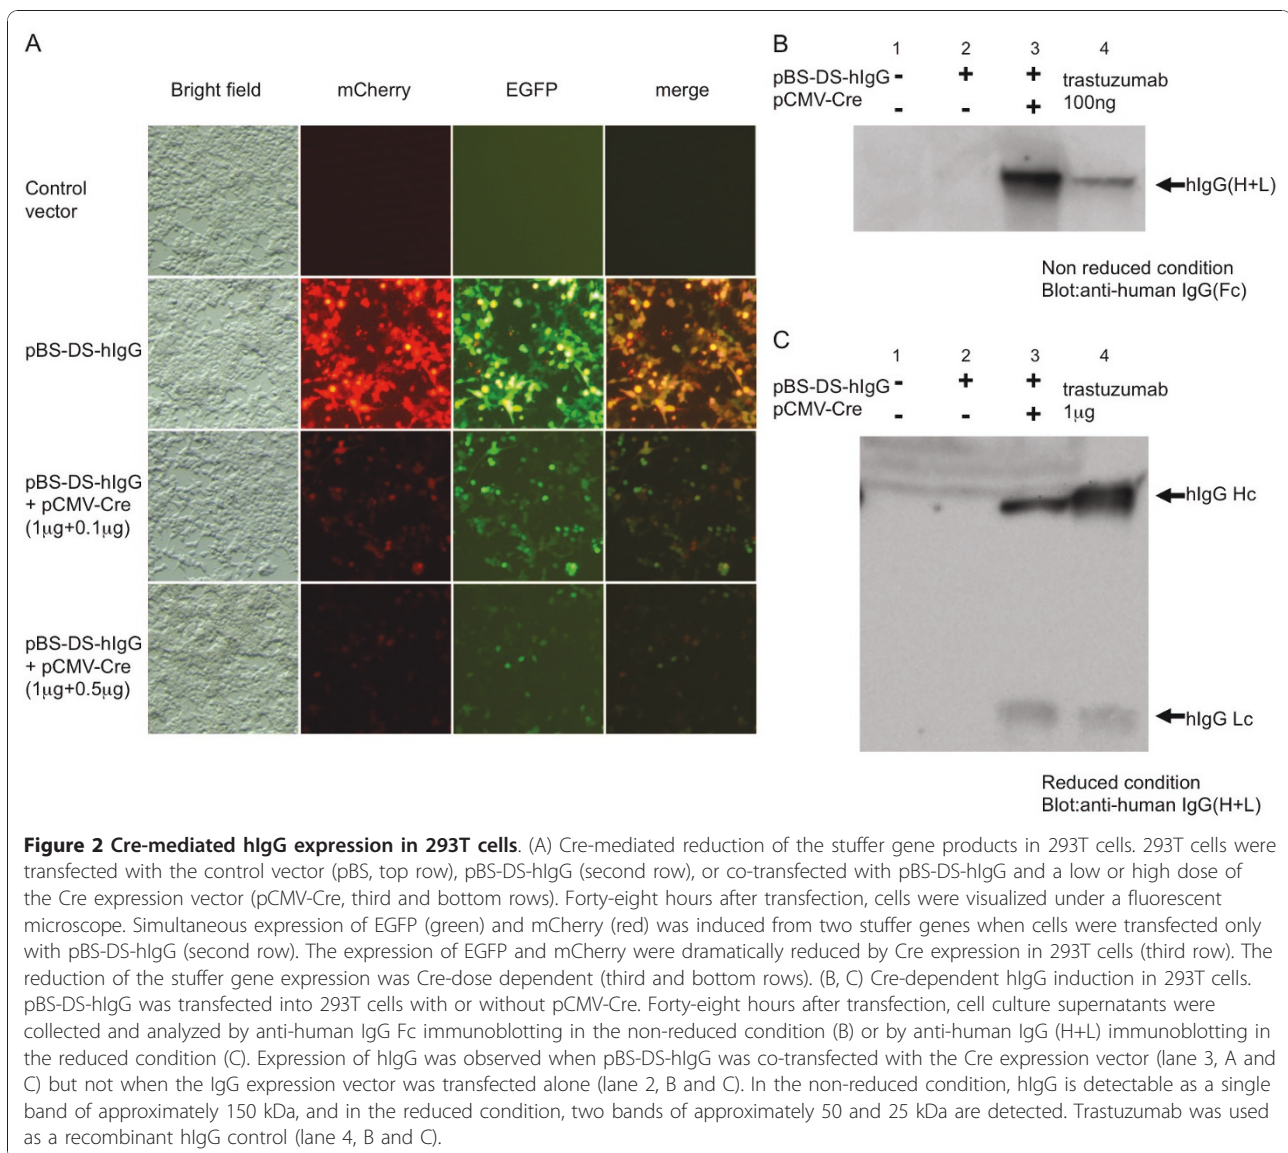 A
Bright field mCherry EGFP merge
Control
vector
pBS-DS-hIgG
pBS-DS-hIgG
+ pCMV-Cre
(1µg+0.1µg)
pBS-DS-hIgG
+ pCMV-Cre
(1µg+0.5µg)
B
1 2 3 4
pBS-DS-hIgG - + + trastuzumab
pCMV-Cre - - + 100ng
hIgG(H+L)
Non reduced condition
Blot:anti-human IgG(Fc)
C
1 2 3 4
pBS-DS-hIgG - + + trastuzumab
pCMV-Cre - - + 1µg
hIgG Hc
hIgG Lc
Reduced condition
Blot:anti-human IgG(H+L)
Figure 2 Cre-mediated hIgG expression in 293T cells. (A) Cre-mediated reduction of the stuffer gene products in 293T cells. 293T cells were
transfected with the control vector (pBS, top row), pBS-DS-hIgG (second row), or co-transfected with pBS-DS-hIgG and a low or high dose of
the Cre expression vector (pCMV-Cre, third and bottom rows). Forty-eight hours after transfection, cells were visualized under a fluorescent
microscope. Simultaneous expression of EGFP (green) and mCherry (red) was induced from two stuffer genes when cells were transfected only
with pBS-DS-hIgG (second row). The expression of EGFP and mCherry were dramatically reduced by Cre expression in 293T cells (third row). The
reduction of the stuffer gene expression was Cre-dose dependent (third and bottom rows). (B, C) Cre-dependent hIgG induction in 293T cells.
pBS-DS-hIgG was transfected into 293T cells with or without pCMV-Cre. Forty-eight hours after transfection, cell culture supernatants were
collected and analyzed by anti-human IgG Fc immunoblotting in the non-reduced condition (B) or by anti-human IgG (H+L) immunoblotting in
the reduced condition (C). Expression of hIgG was observed when pBS-DS-hIgG was co-transfected with the Cre expression vector (lane 3, A and
C) but not when the IgG expression vector was transfected alone (lane 2, B and C). In the non-reduced condition, hIgG is detectable as a single
band of approximately 150 kDa, and in the reduced condition, two bands of approximately 50 and 25 kDa are detected. Trastuzumab was used
as a recombinant hIgG control (lane 4, B and C).